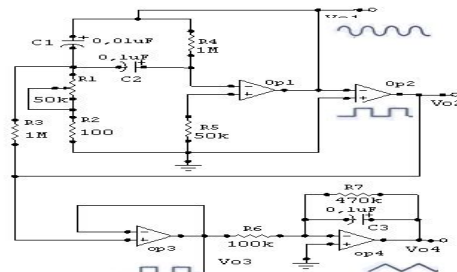 C1
0,01uF
R4
1M
0,1uF
C2
R1
50k
Op1
Op2
Vo2
R3
1M
R2
100
R5
50k
R7
470k
0,1uF
C3
R6
100k
op3
op4
Vo3
Vo4